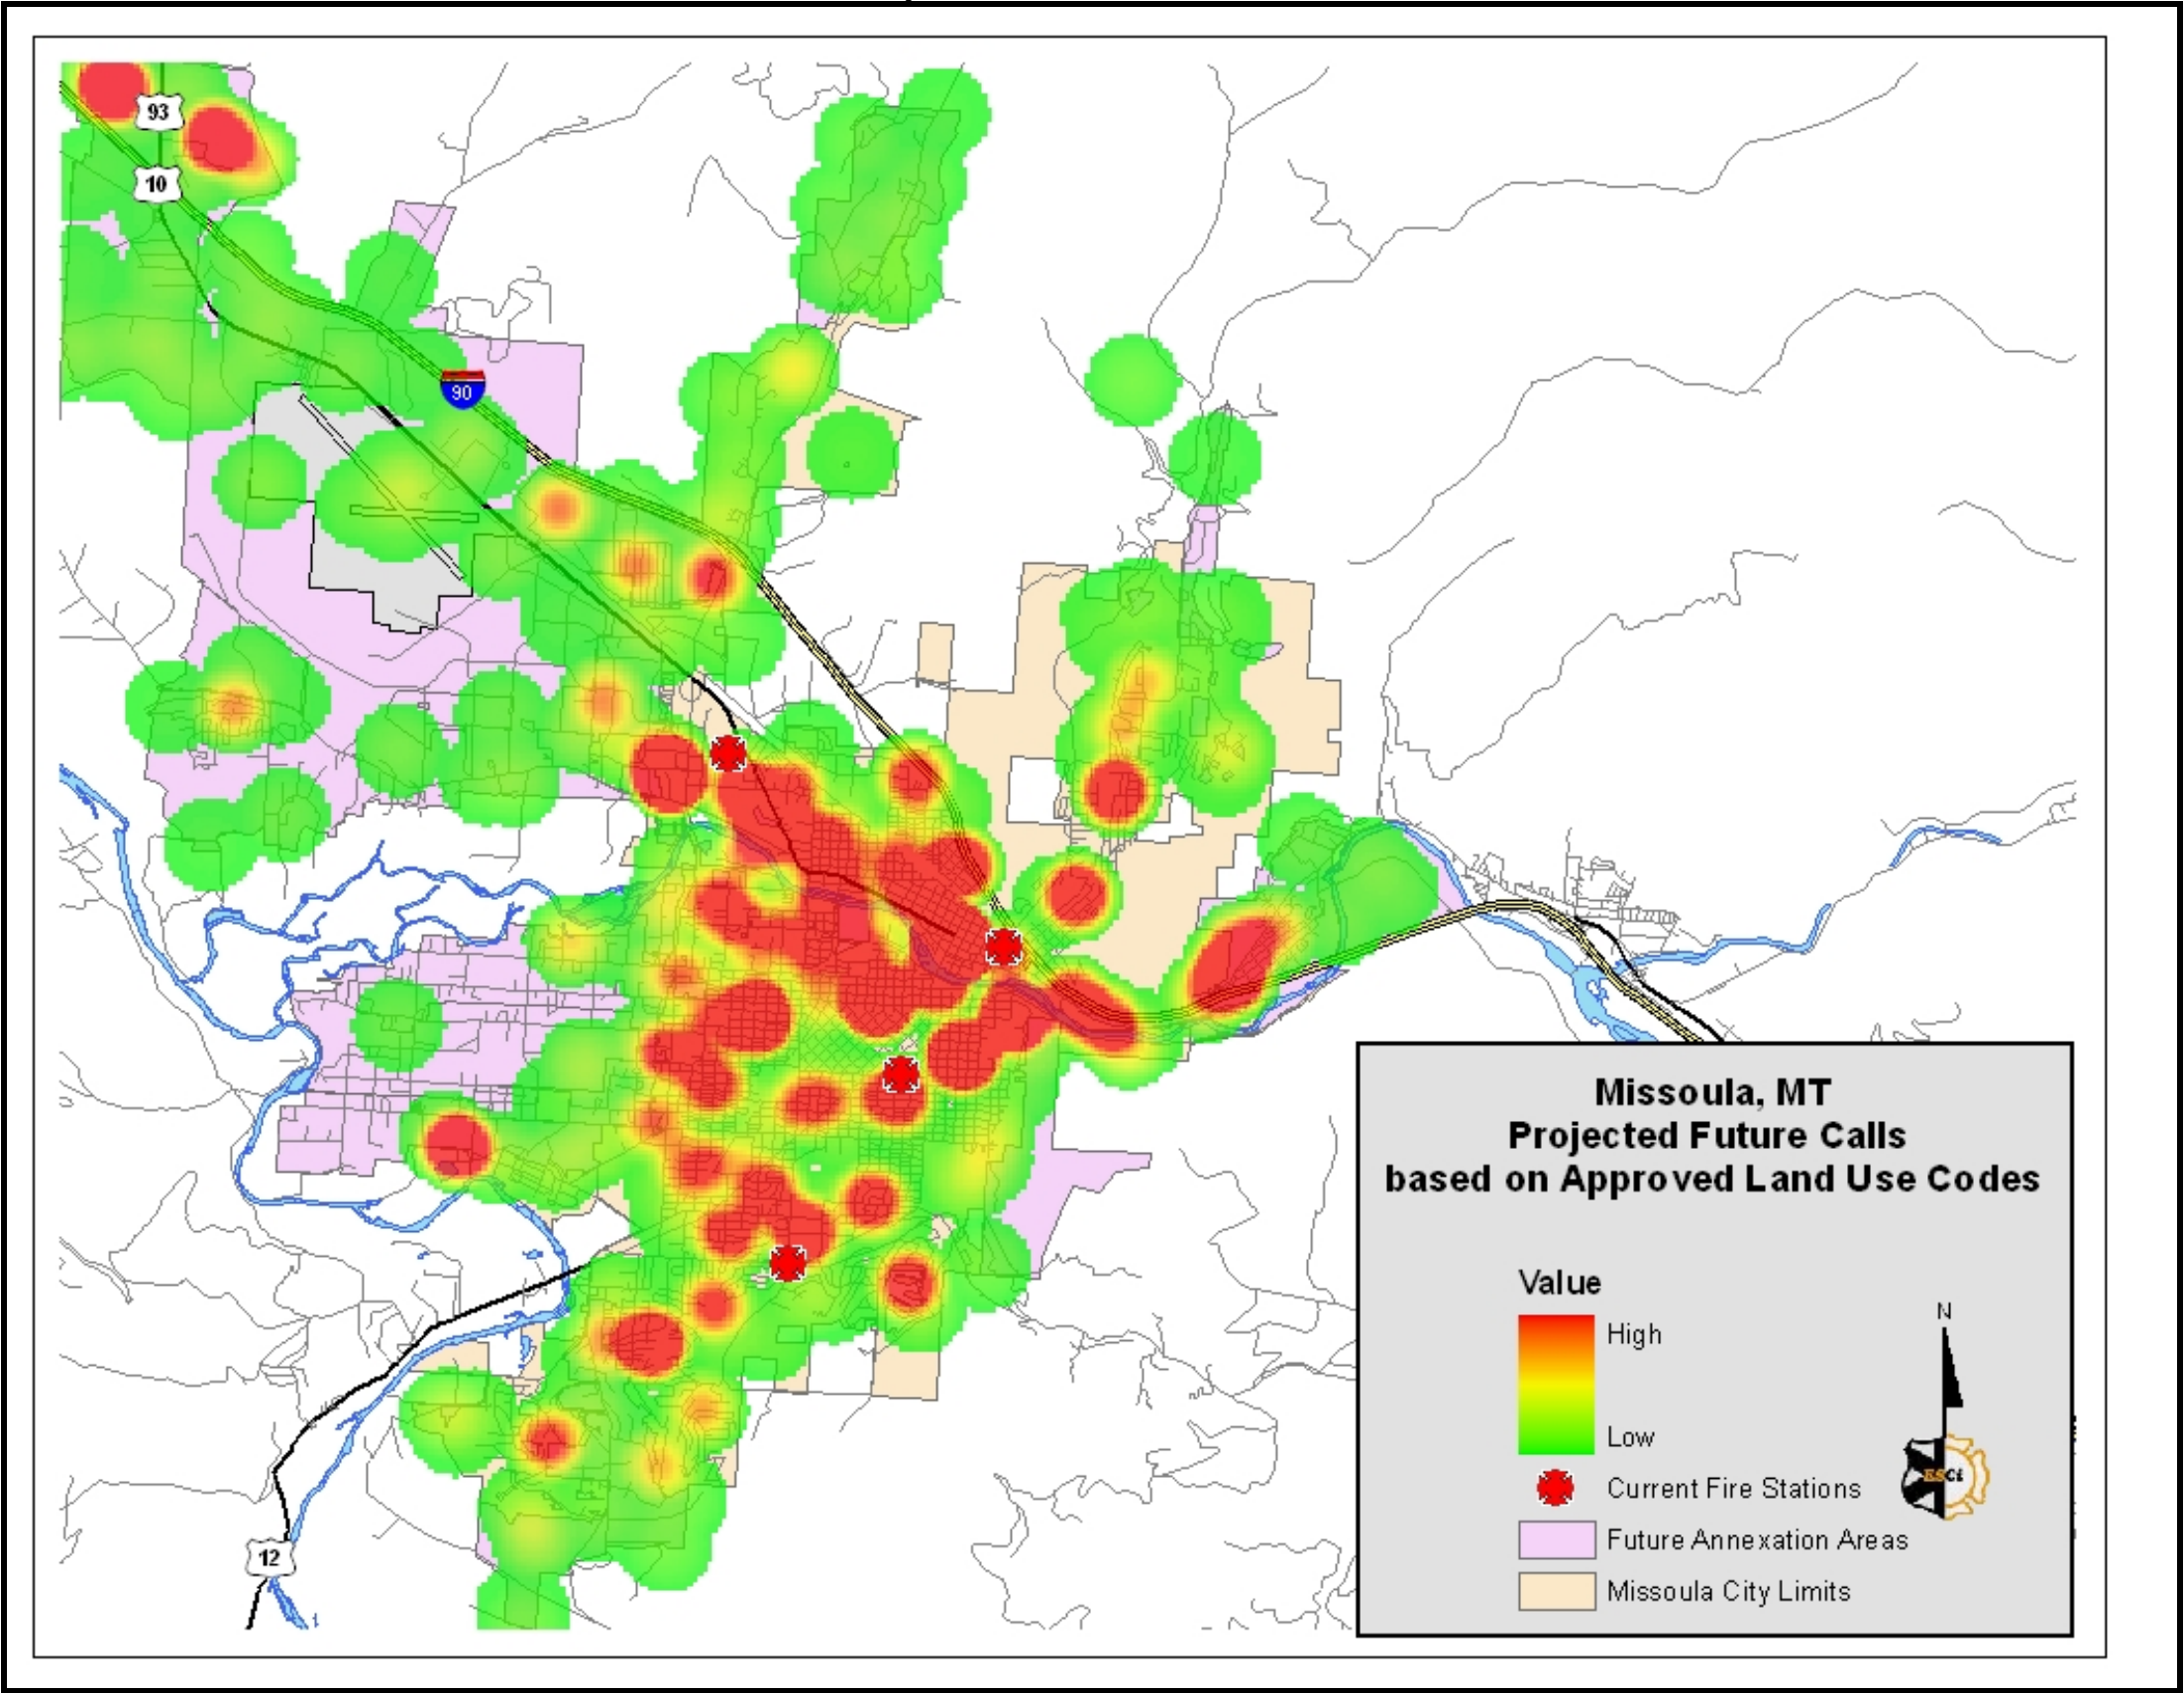 93
10
90
12
Missoula, MT
Projected Future Calls
based on Approved Land Use Codes
Value
High
Low
Current Fire Stations
Future Annexation Areas
Missoula City Limits
N
ESCi